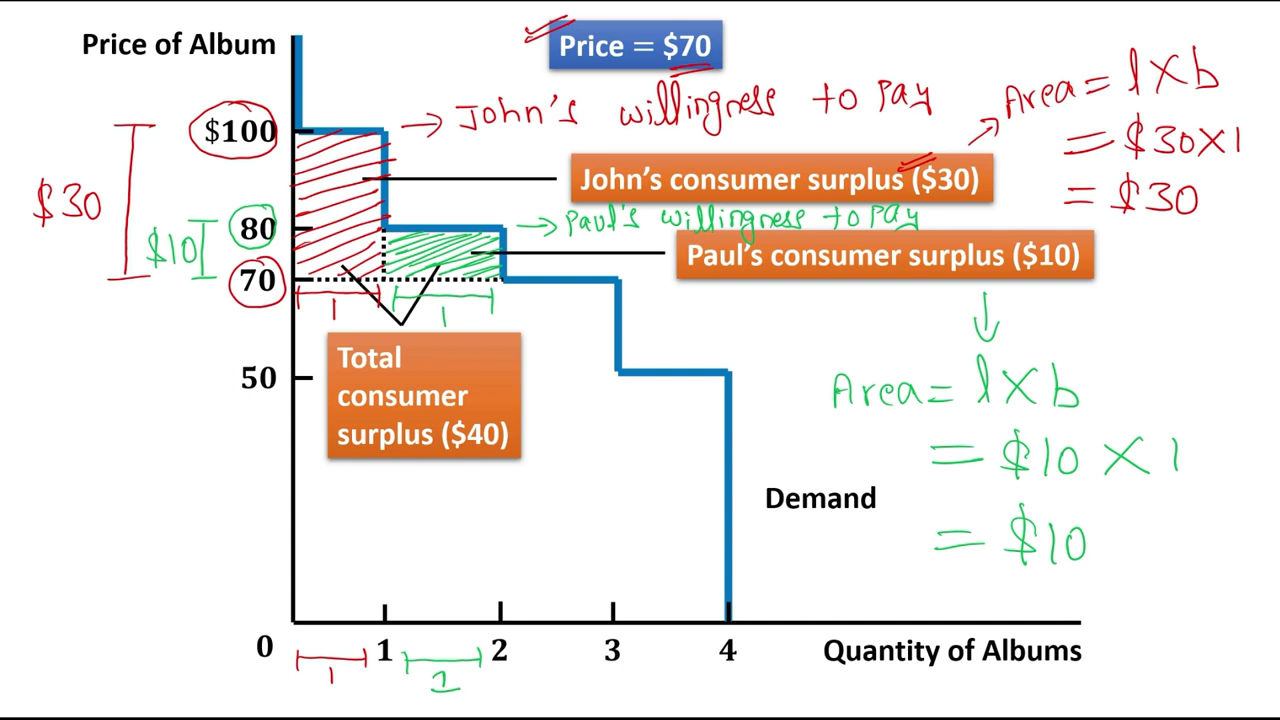 Price of Album
Price = $70
Area = l×b
= $30×1
= $30
$100
→ John's willingness to pay
John's consumer surplus ($30)
$30
$10
80
→ Paul's willingness to pay
Paul's consumer surplus ($10)
70
1
1
Total
consumer
surplus ($40)
50
Area = l×b
= $10 × 1
= $10
Demand
0
1
2
3
4
Quantity of Albums
1
1